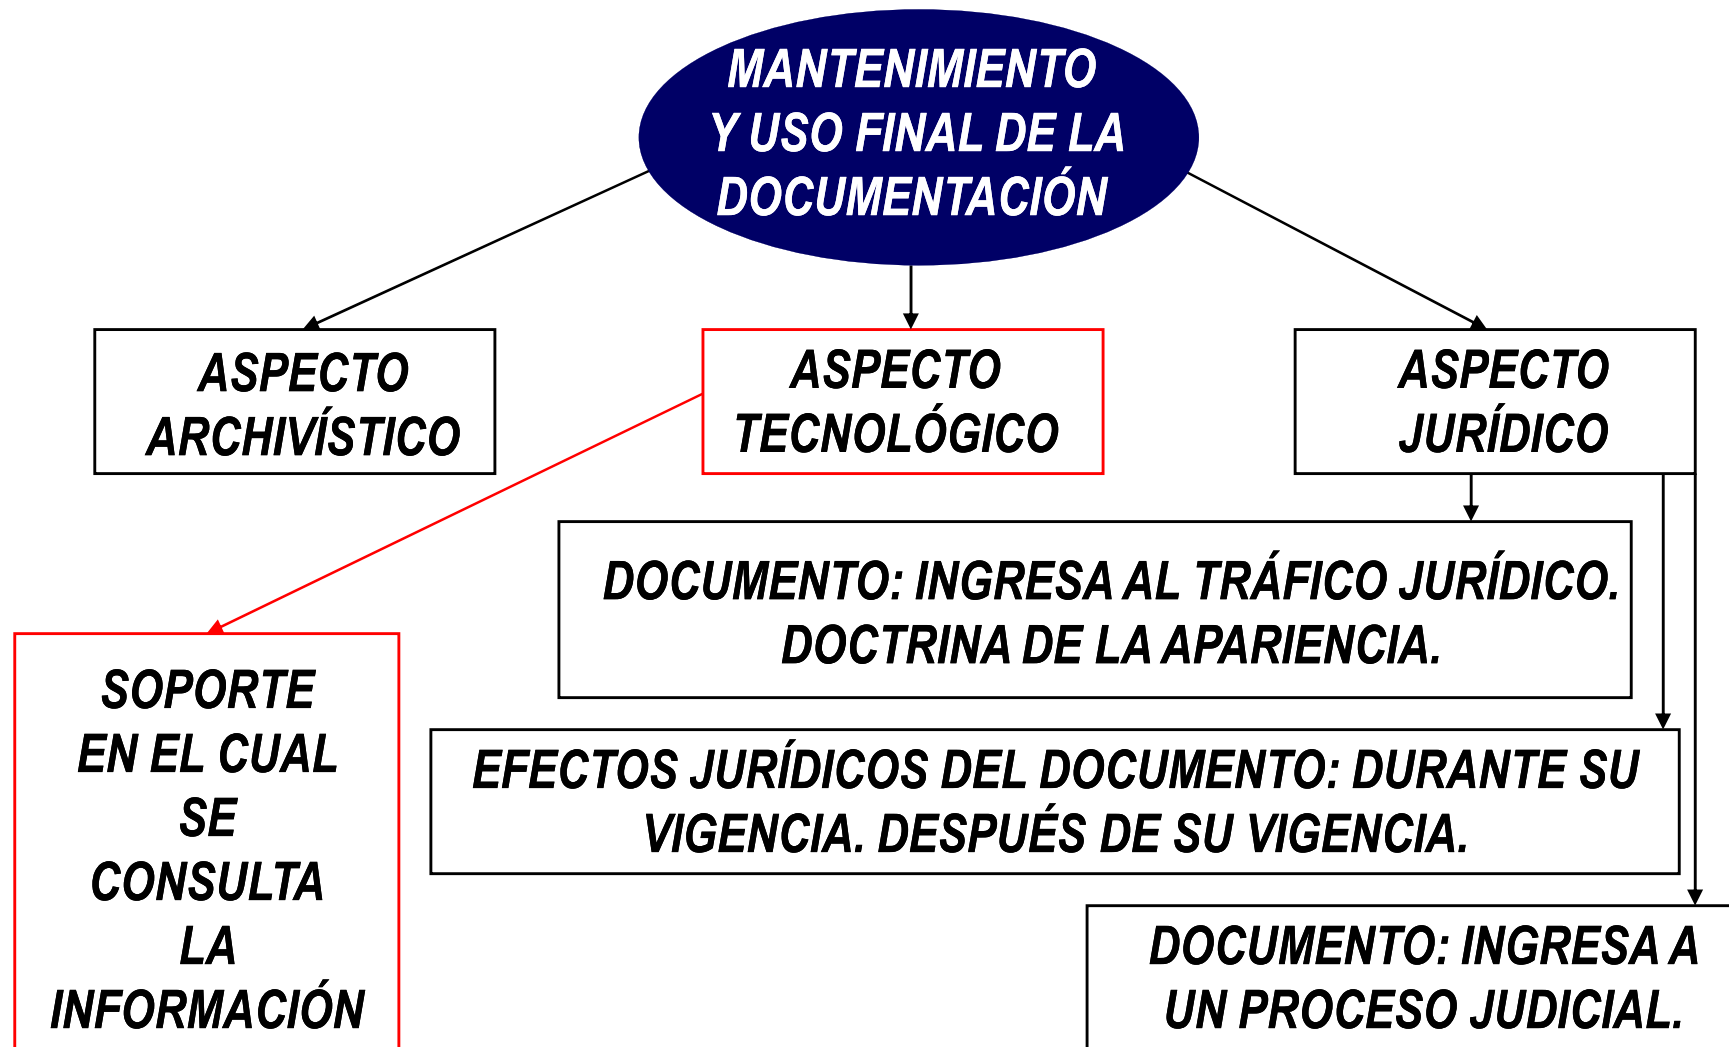 MANTENIMIENTO
Y USO FINAL DE LA
DOCUMENTACIÓN
ASPECTO
ARCHIVÍSTICO
ASPECTO
TECNOLÓGICO
ASPECTO
JURÍDICO
DOCUMENTO: INGRESA AL TRÁFICO JURÍDICO.
DOCTRINA DE LA APARIENCIA.
SOPORTE
EN EL CUAL
SE
CONSULTA
LA
INFORMACIÓN
EFECTOS JURÍDICOS DEL DOCUMENTO: DURANTE SU
VIGENCIA. DESPUÉS DE SU VIGENCIA.
DOCUMENTO: INGRESA A
UN PROCESO JUDICIAL.